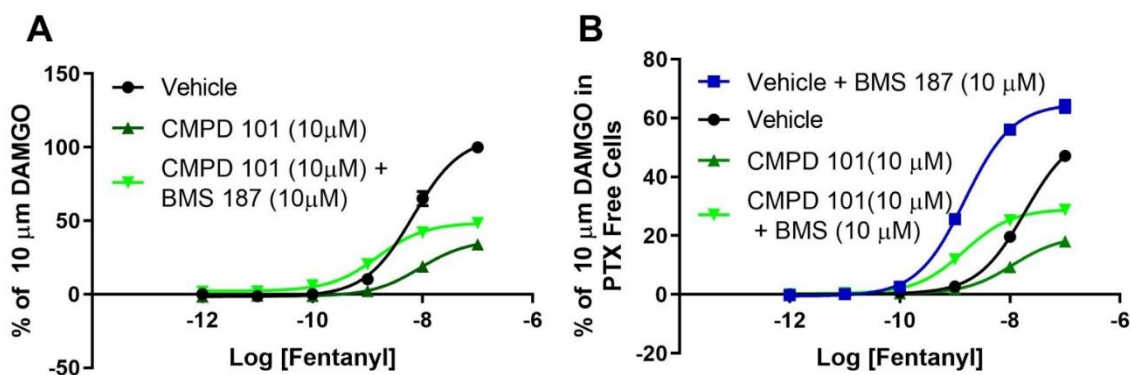 A
% of 10 μm DAMGO
150
100
50
0
-50
-12
-10
-8
-6
Log [Fentanyl]
Vehicle
CMPD 101 (10μM)
CMPD 101 (10μM) +
BMS 187 (10μM)
B
% of 10 μm DAMGO in
PTX Free Cells
80
60
40
20
0
-20
-12
-10
-8
-6
Log [Fentanyl]
Vehicle + BMS 187 (10 μM)
Vehicle
CMPD 101(10 μM)
CMPD 101(10 μM)
+ BMS (10 μM)